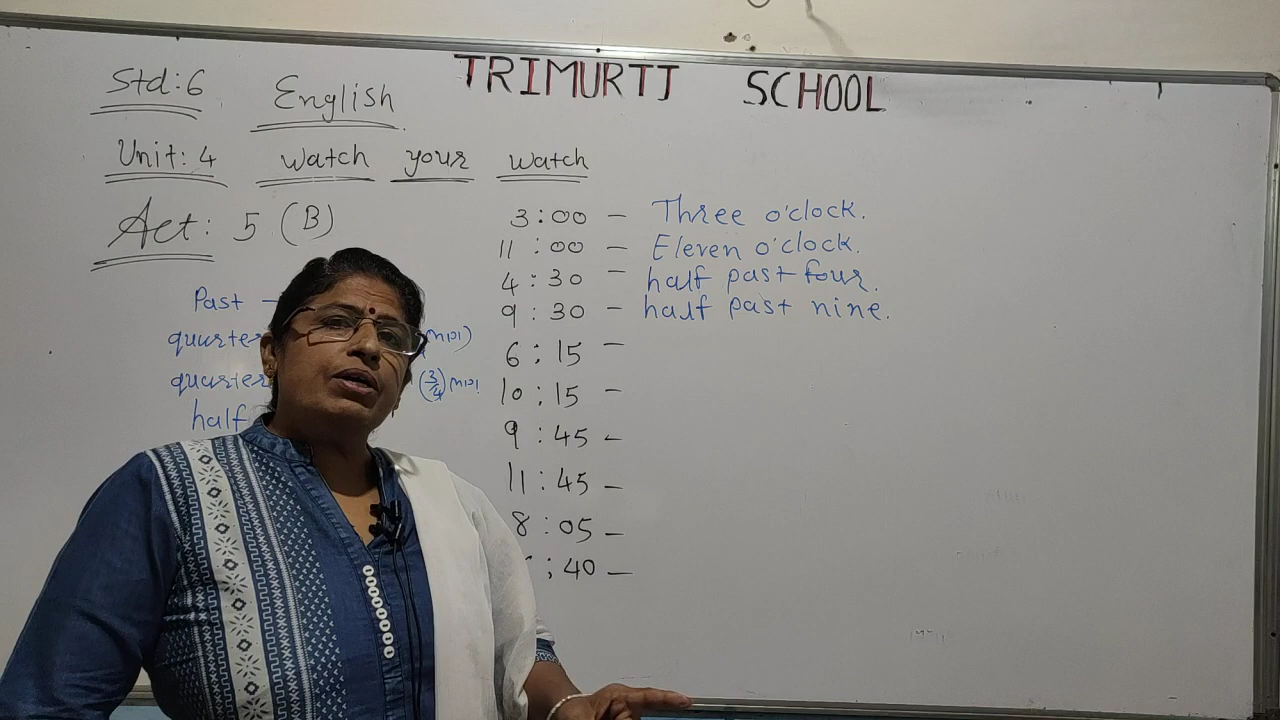 TRIMURTI SCHOOL
Std:6 English
Unit: 4 watch your watch
Act: 5 (B)
Past –
quarter
quarter (3/4)
half
3:00 – Three o'clock.
11:00 – Eleven o'clock.
4:30 – half past four.
9:30 – half past nine.
6:15 –
10:15 –
9:45 –
11:45 –
8:05 –
:40 –